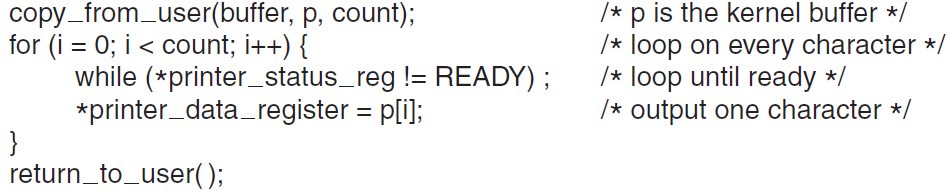 copy_from_user(buffer, p, count); /* p is the kernel buffer */
for (i = 0; i < count; i++) { /* loop on every character */
while (*printer_status_reg != READY) ; /* loop until ready */
*printer_data_register = p[i]; /* output one character */
}
return_to_user( );